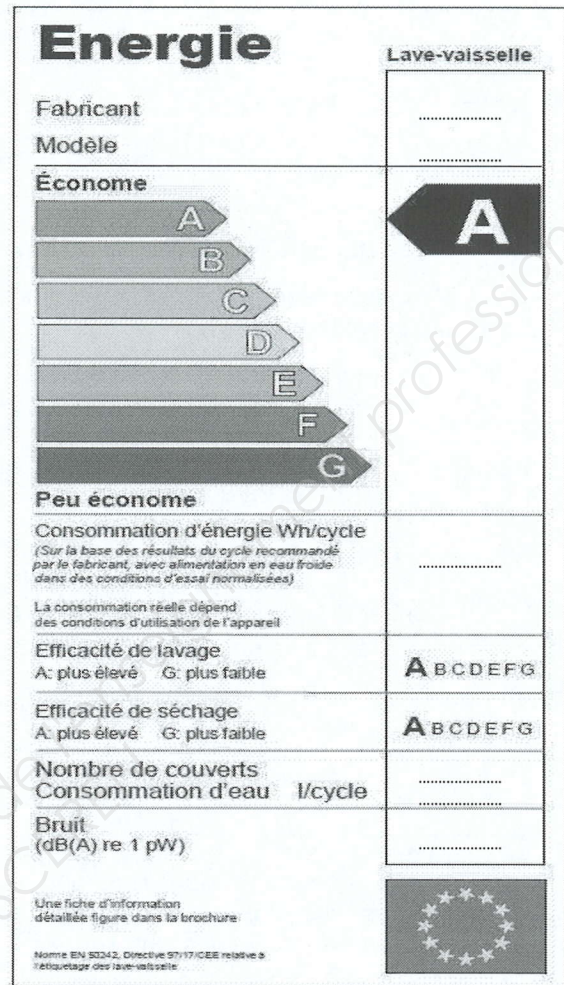 Energie
Lave-vaisselle
Fabricant ....................
Modèle ....................
Économe
A
A
B
C
D
E
F
G
Peu économe
Consommation d'énergie Wh/cycle
(Sur la base des résultats du cycle recommandé
par le fabricant, avec alimentation en eau froide
dans des conditions d'essai normalisées)
....................
La consommation réelle dépend
des conditions d'utilisation de l'appareil
Efficacité de lavage
A: plus élevé G: plus faible
A B C D E F G
Efficacité de séchage
A: plus élevé G: plus faible
A B C D E F G
Nombre de couverts ....................
Consommation d'eau l/cycle ....................
Bruit
(dB(A) re 1 pW) ....................
Une fiche d'information
détaillée figure dans la brochure
Norme EN 50242, Directive 97/17/CEE relative à
l'étiquetage des lave-vaisselle